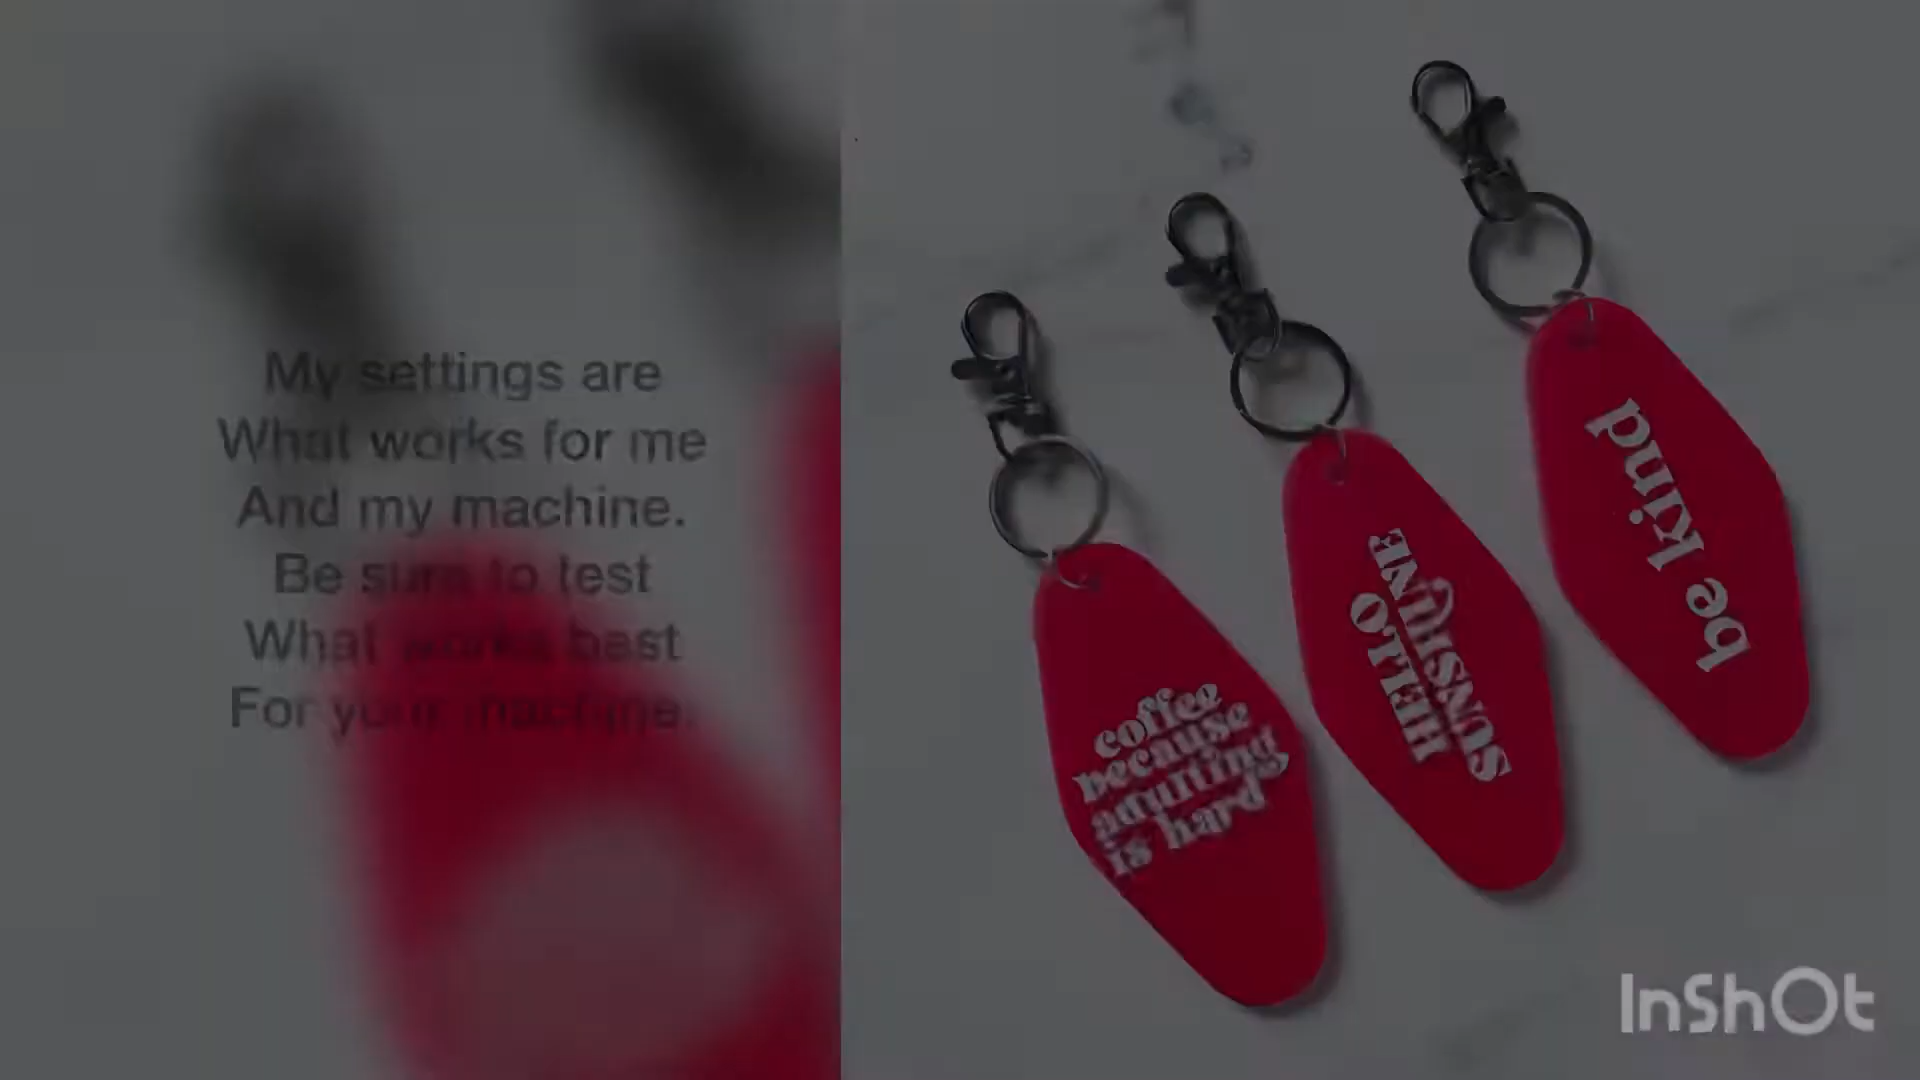 My settings are
What works for me
And my machine.
Be sure to test
What works best
For your machine.
coffee
because
adulting
is hard
HELLO
SUNSHINE
be kind
InShOt